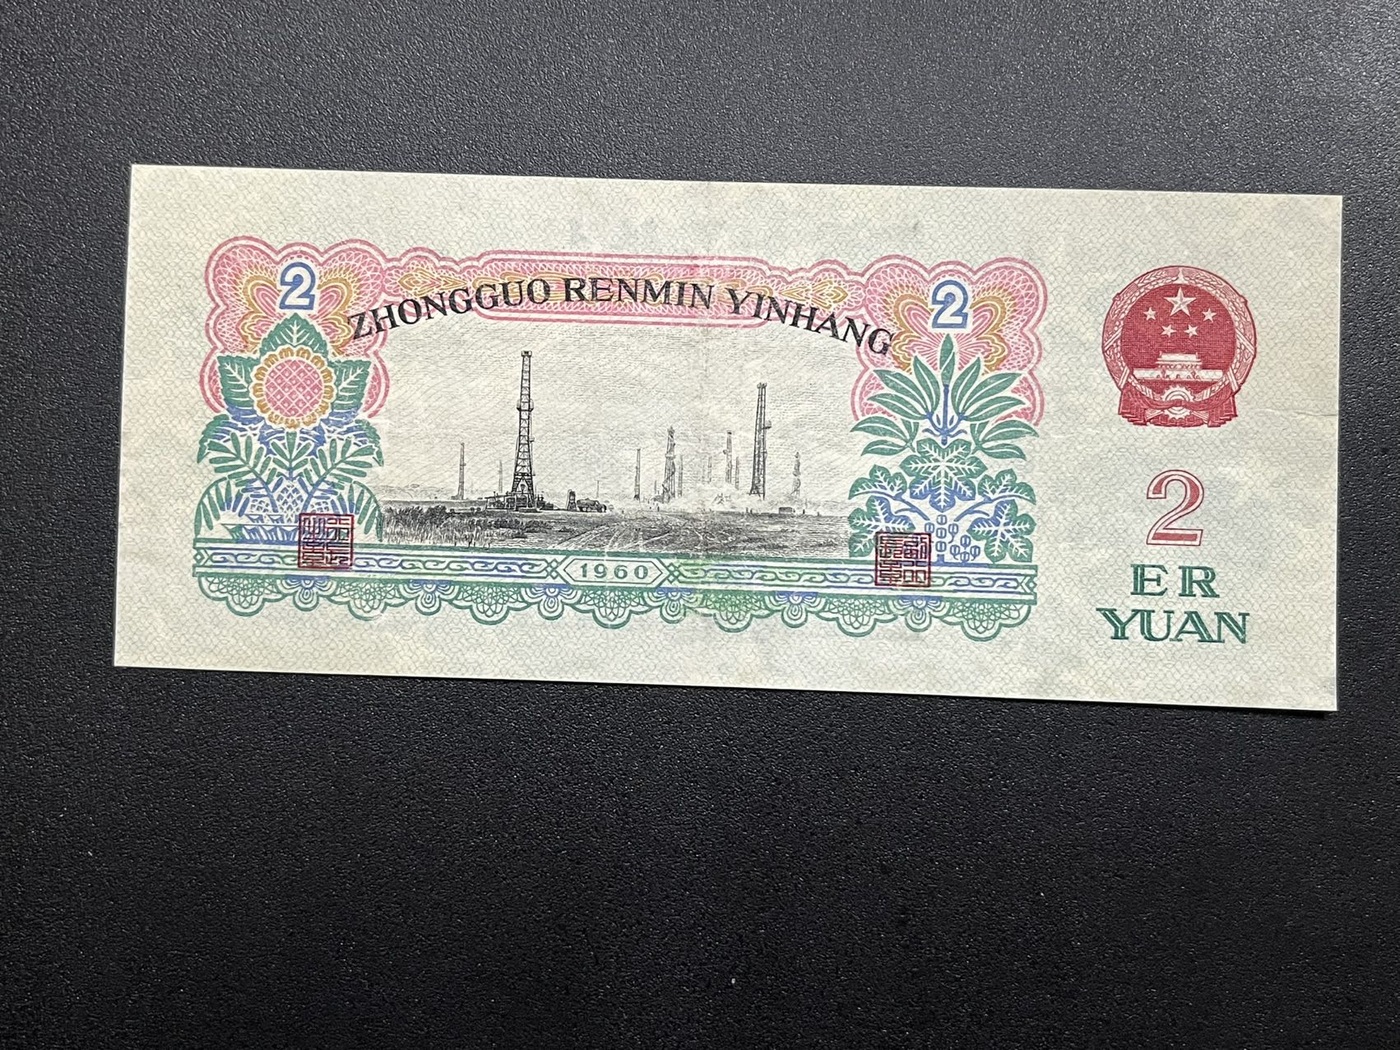 2
2
ZHONGGUO RENMIN YINHANG
1960
2
ER
YUAN